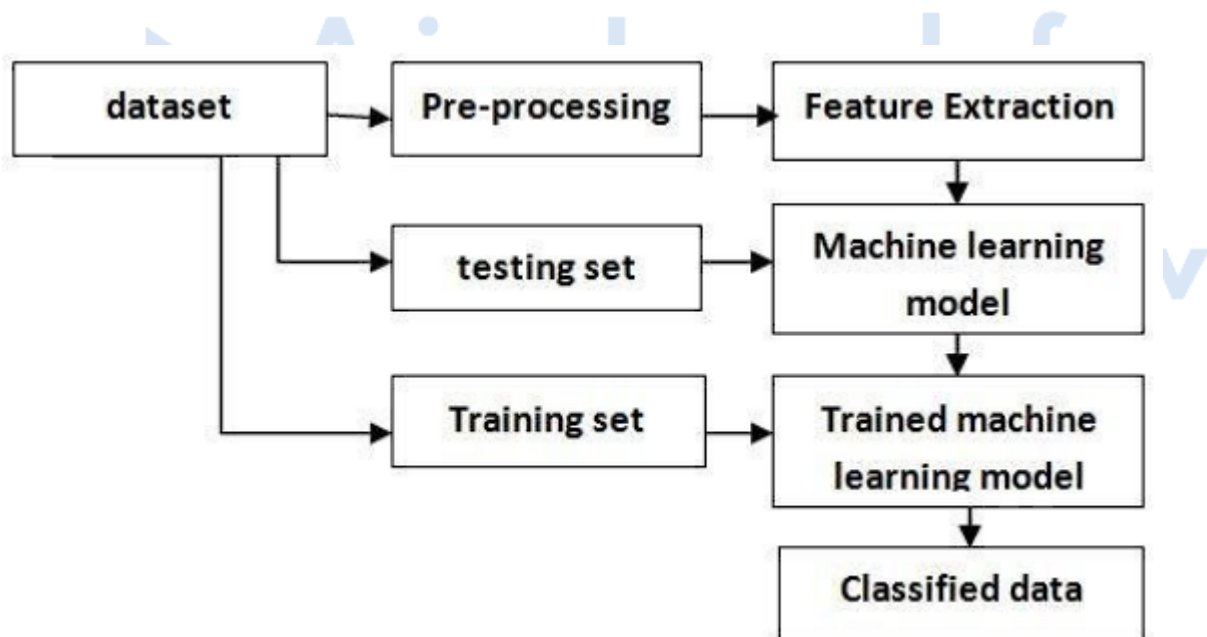 dataset
Pre-processing
Feature Extraction
testing set
Machine learning
model
Training set
Trained machine
learning model
Classified data